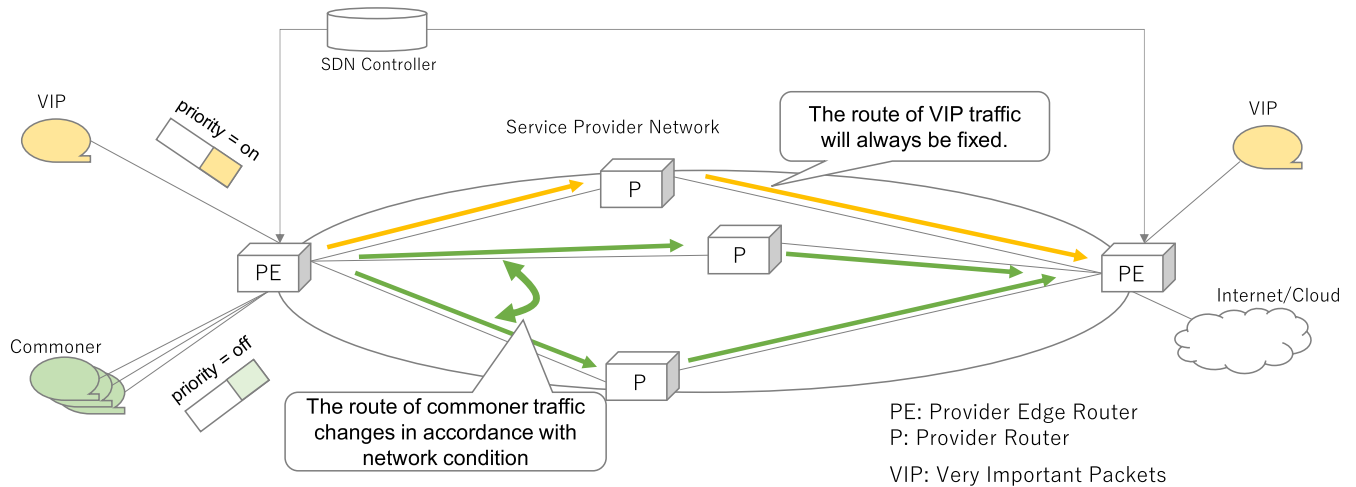 SDN Controller
VIP
priority = on
Service Provider Network
The route of VIP traffic
will always be fixed.
VIP
P
P
PE
PE
Internet/Cloud
Commoner
priority = off
P
The route of commoner traffic
changes in accordance with
network condition
PE: Provider Edge Router
P: Provider Router
VIP: Very Important Packets